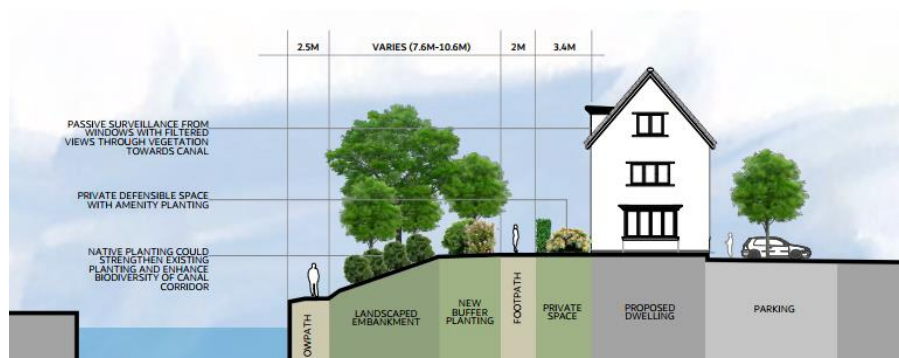 2.5M
VARIES (7.6M-10.6M)
2M
3.4M
PASSIVE SURVEILLANCE FROM
WINDOWS WITH FILTERED
VIEWS THROUGH VEGETATION
TOWARDS CANAL
PRIVATE DEFENSIBLE SPACE
WITH AMENITY PLANTING
NATIVE PLANTING COULD
STRENGTHEN EXISTING
PLANTING AND ENHANCE
BIODIVERSITY OF CANAL
CORRIDOR
OWPATH
LANDSCAPED
EMBANKMENT
NEW
BUFFER
PLANTING
FOOTPATH
PRIVATE
SPACE
PROPOSED
DWELLING
PARKING